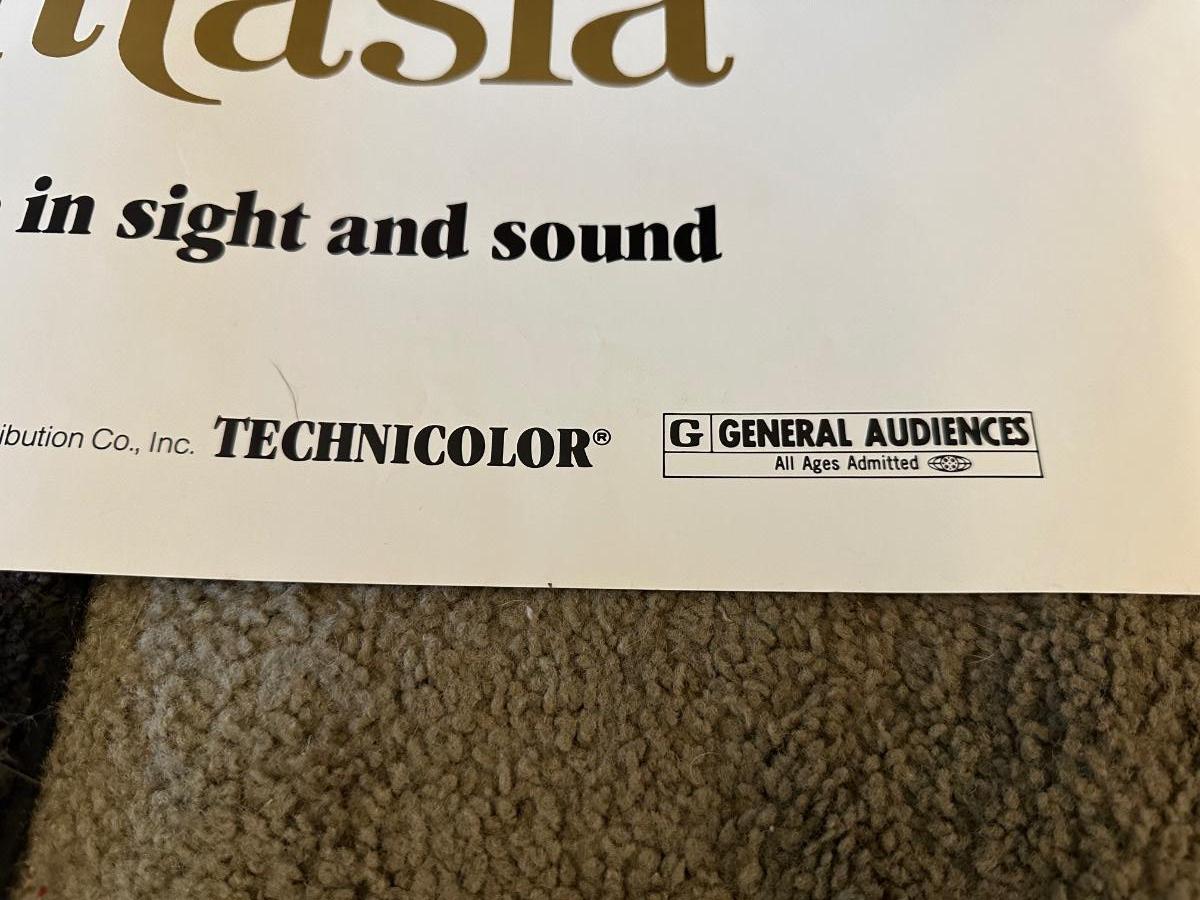 ntasia
in sight and sound
ibution Co., Inc. TECHNICOLOR® G GENERAL AUDIENCES
All Ages Admitted